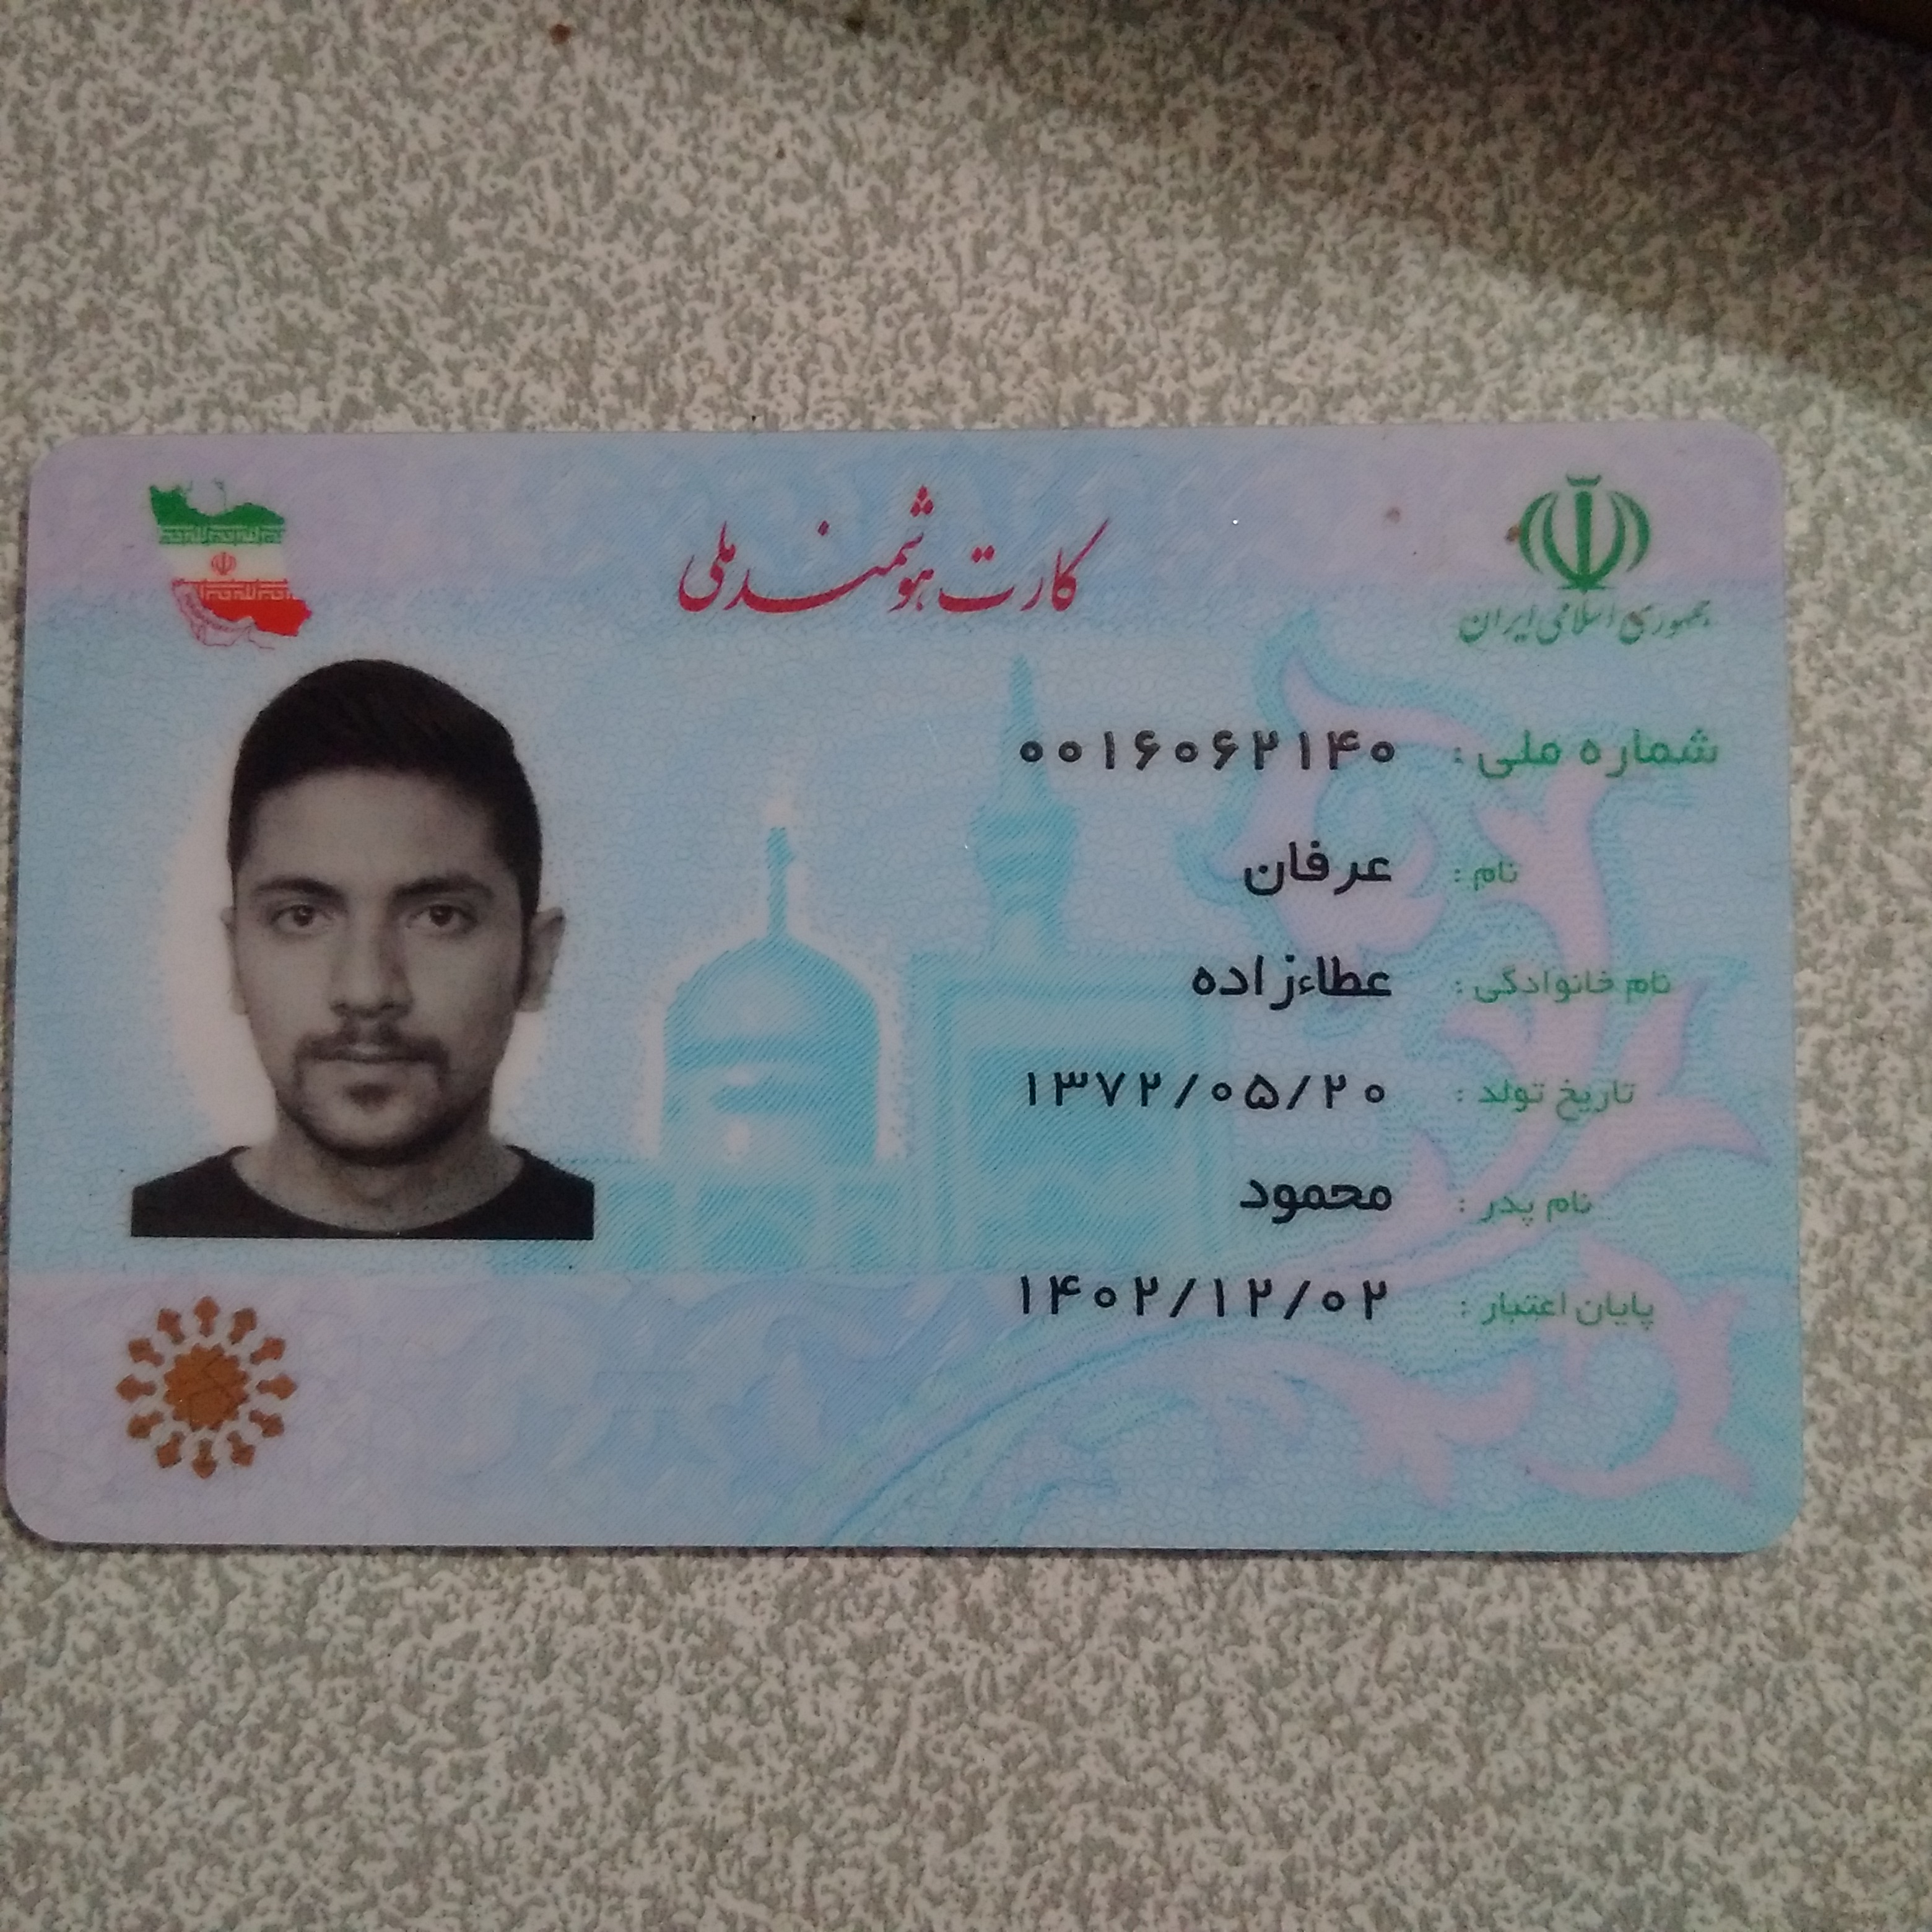 کارت هوشمند ملی
جمهوری اسلامی ایران
شماره ملی : ۰۰۱۶۰۶۲۱۴۰
نام : عرفان
نام خانوادگی : عطاءزاده
تاریخ تولد : ۱۳۷۲/۰۵/۲۰
نام پدر : محمود
پایان اعتبار : ۱۴۰۲/۱۲/۰۲